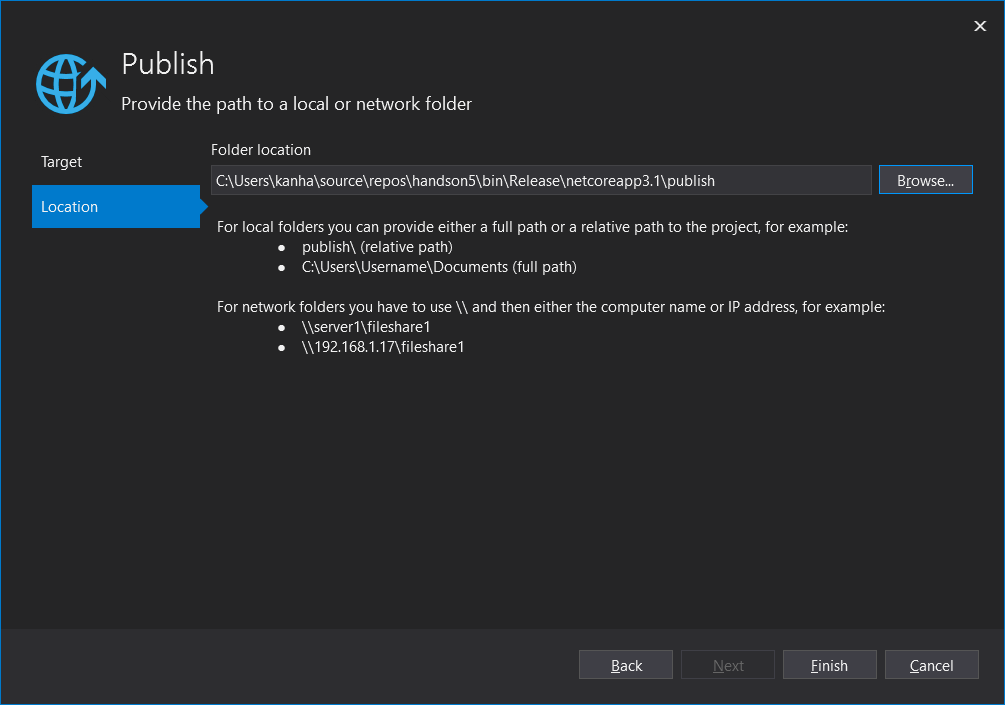 Publish
Provide the path to a local or network folder
Target
Location
Folder location
C:\Users\kanha\source\repos\handson5\bin\Release\netcoreapp3.1\publish
Browse...
For local folders you can provide either a full path or a relative path to the project, for example:
● publish\ (relative path)
● C:\Users\Username\Documents (full path)
For network folders you have to use \\ and then either the computer name or IP address, for example:
● \\server1\fileshare1
● \\192.168.1.17\fileshare1
Back
Next
Finish
Cancel